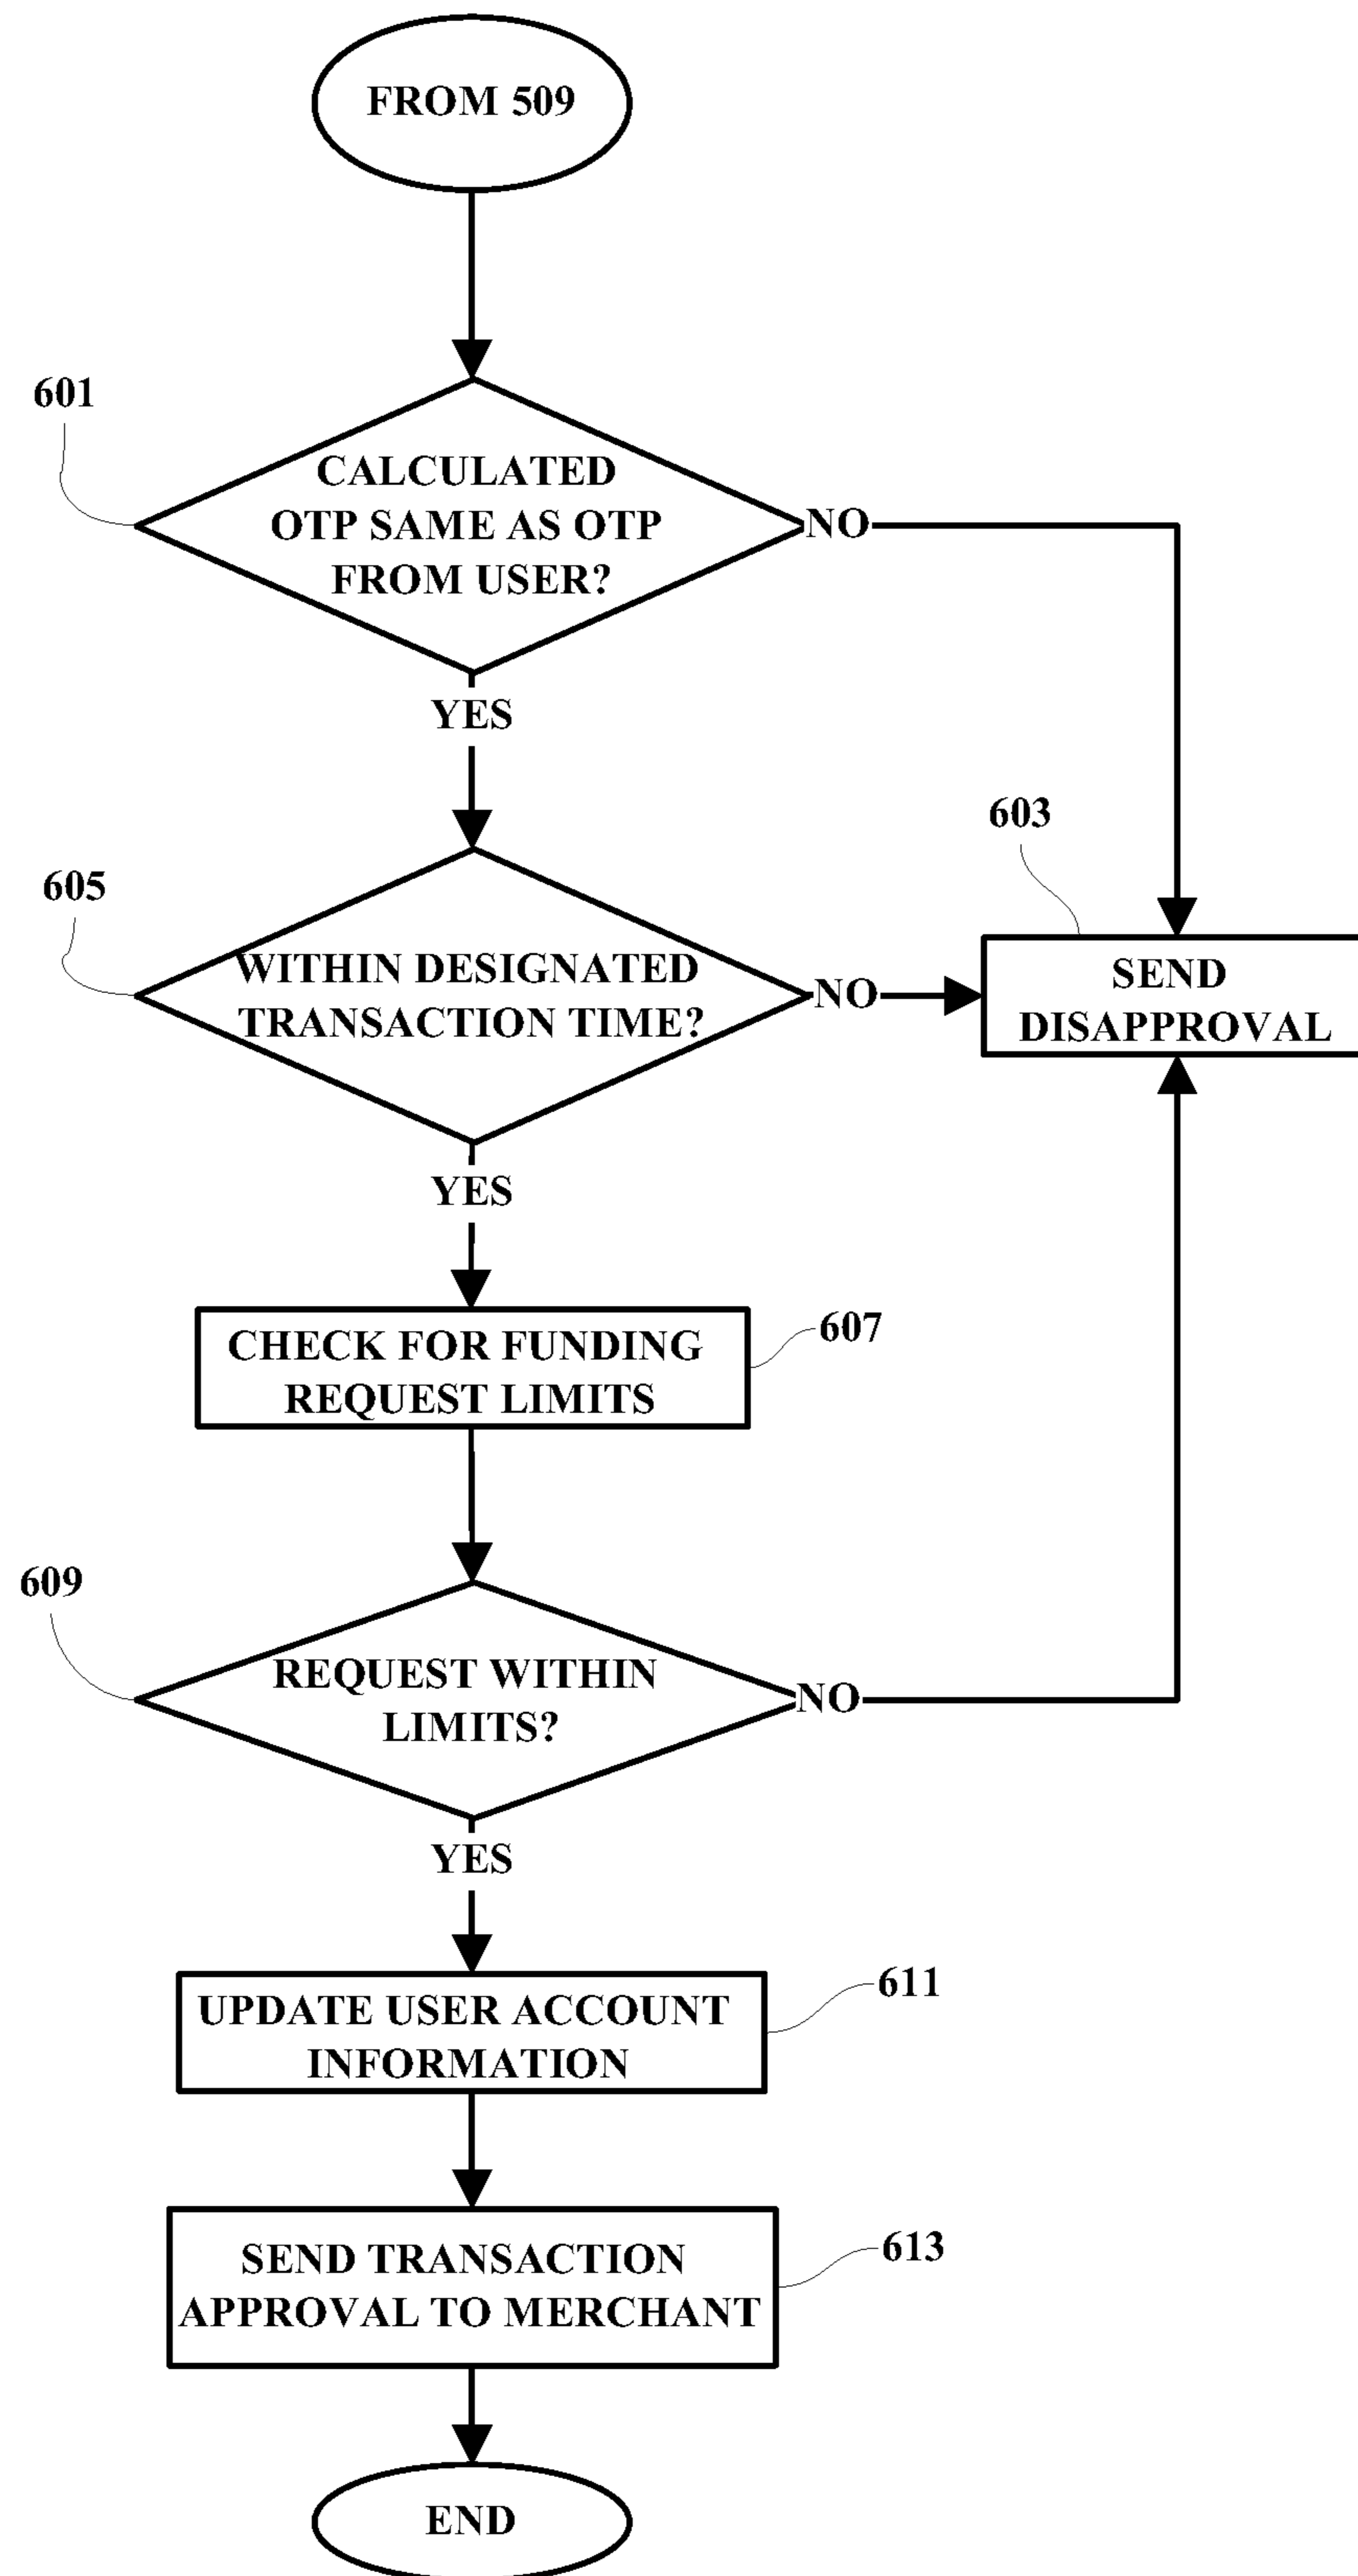 FROM 509
601
CALCULATED
OTP SAME AS OTP
FROM USER?
NO
YES
603
605
WITHIN DESIGNATED
TRANSACTION TIME?
NO
SEND
DISAPPROVAL
YES
CHECK FOR FUNDING
REQUEST LIMITS
607
609
REQUEST WITHIN
LIMITS?
NO
YES
UPDATE USER ACCOUNT
INFORMATION
611
SEND TRANSACTION
APPROVAL TO MERCHANT
613
END